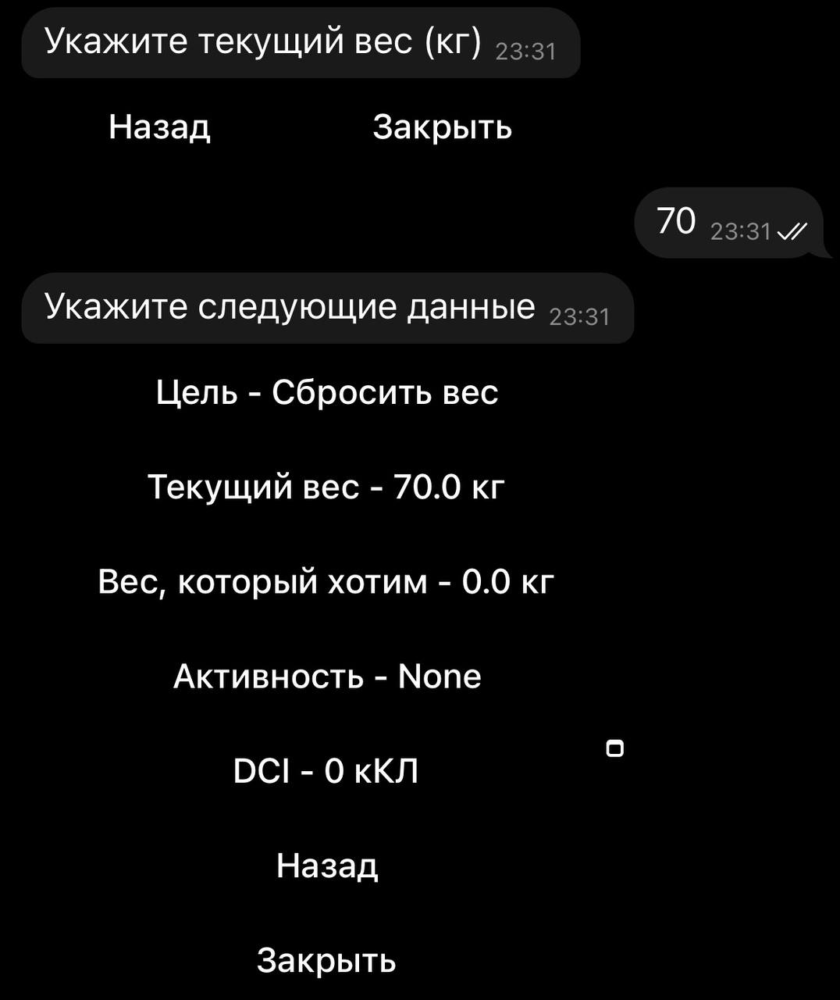 Укажите текущий вес (кг) 23:31
Назад Закрыть
70 23:31
Укажите следующие данные 23:31
Цель - Сбросить вес
Текущий вес - 70.0 кг
Вес, который хотим - 0.0 кг
Активность - None
DCI - 0 кКЛ
Назад
Закрыть